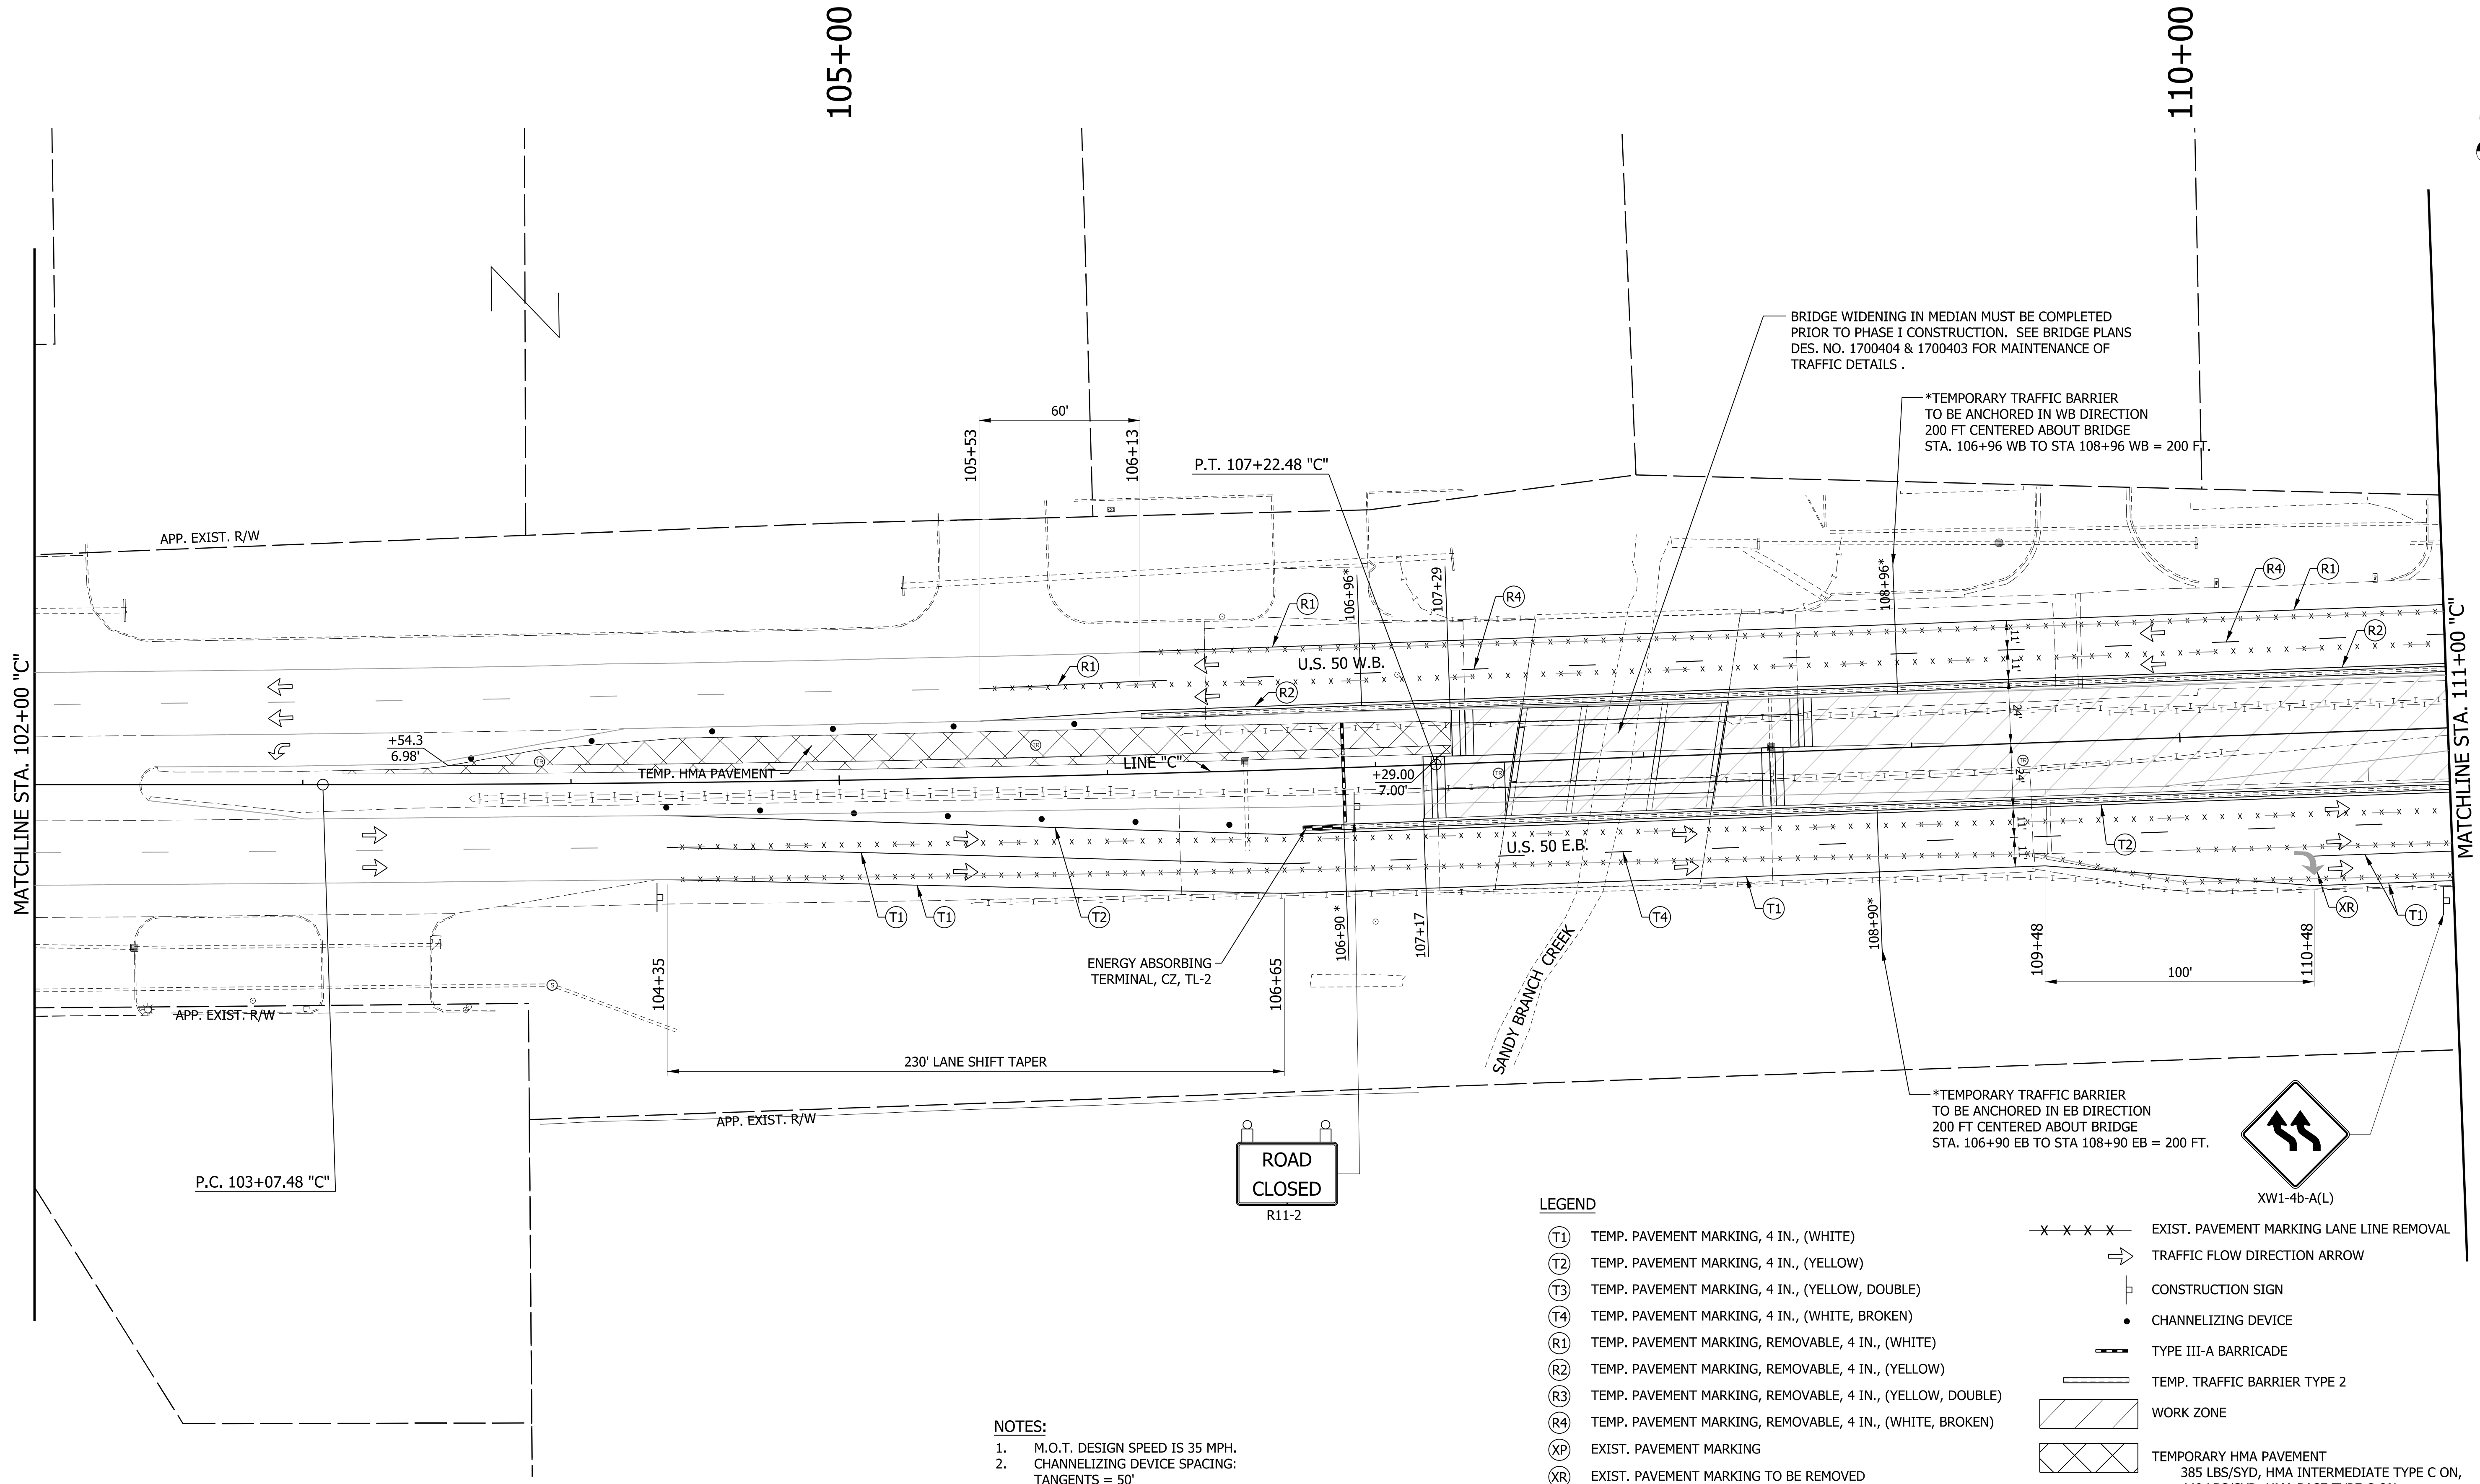 105+00
110+00
BRIDGE WIDENING IN MEDIAN MUST BE COMPLETED
PRIOR TO PHASE I CONSTRUCTION. SEE BRIDGE PLANS
DES. NO. 1700404 & 1700403 FOR MAINTENANCE OF
TRAFFIC DETAILS .
*TEMPORARY TRAFFIC BARRIER
TO BE ANCHORED IN WB DIRECTION
200 FT CENTERED ABOUT BRIDGE
STA. 106+96 WB TO STA 108+96 WB = 200 FT.
60'
105+53
106+13
P.T. 107+22.48 "C"
APP. EXIST. R/W
106+96*
107+29
108+96*
R4
R1
R1
R4
R2
R1
R2
U.S. 50 W.B.
11'
11'
24'
24'
11'
11'
MATCHLINE STA. 102+00 "C"
MATCHLINE STA. 111+00 "C"
+54.3
6.98'
TR
TR
TR
TR
TEMP. HMA PAVEMENT
LINE "C"
+29.00
7.00'
U.S. 50 E.B.
T2
T1
T1
T2
T4
T1
XR
T1
106+90 *
107+17
108+90*
109+48
110+48
100'
104+35
106+65
ENERGY ABSORBING
TERMINAL, CZ, TL-2
S
APP. EXIST. R/W
SANDY BRANCH CREEK
230' LANE SHIFT TAPER
APP. EXIST. R/W
*TEMPORARY TRAFFIC BARRIER
TO BE ANCHORED IN EB DIRECTION
200 FT CENTERED ABOUT BRIDGE
STA. 106+90 EB TO STA 108+90 EB = 200 FT.
P.C. 103+07.48 "C"
ROAD
CLOSED
R11-2
XW1-4b-A(L)
LEGEND
T1 TEMP. PAVEMENT MARKING, 4 IN., (WHITE)
T2 TEMP. PAVEMENT MARKING, 4 IN., (YELLOW)
T3 TEMP. PAVEMENT MARKING, 4 IN., (YELLOW, DOUBLE)
T4 TEMP. PAVEMENT MARKING, 4 IN., (WHITE, BROKEN)
R1 TEMP. PAVEMENT MARKING, REMOVABLE, 4 IN., (WHITE)
R2 TEMP. PAVEMENT MARKING, REMOVABLE, 4 IN., (YELLOW)
R3 TEMP. PAVEMENT MARKING, REMOVABLE, 4 IN., (YELLOW, DOUBLE)
R4 TEMP. PAVEMENT MARKING, REMOVABLE, 4 IN., (WHITE, BROKEN)
XP EXIST. PAVEMENT MARKING
XR EXIST. PAVEMENT MARKING TO BE REMOVED
X X X X EXIST. PAVEMENT MARKING LANE LINE REMOVAL
TRAFFIC FLOW DIRECTION ARROW
CONSTRUCTION SIGN
CHANNELIZING DEVICE
TYPE III-A BARRICADE
TEMP. TRAFFIC BARRIER TYPE 2
WORK ZONE
TEMPORARY HMA PAVEMENT
385 LBS/SYD, HMA INTERMEDIATE TYPE C ON,
NOTES:
1. M.O.T. DESIGN SPEED IS 35 MPH.
2. CHANNELIZING DEVICE SPACING:
TANGENTS = 50'